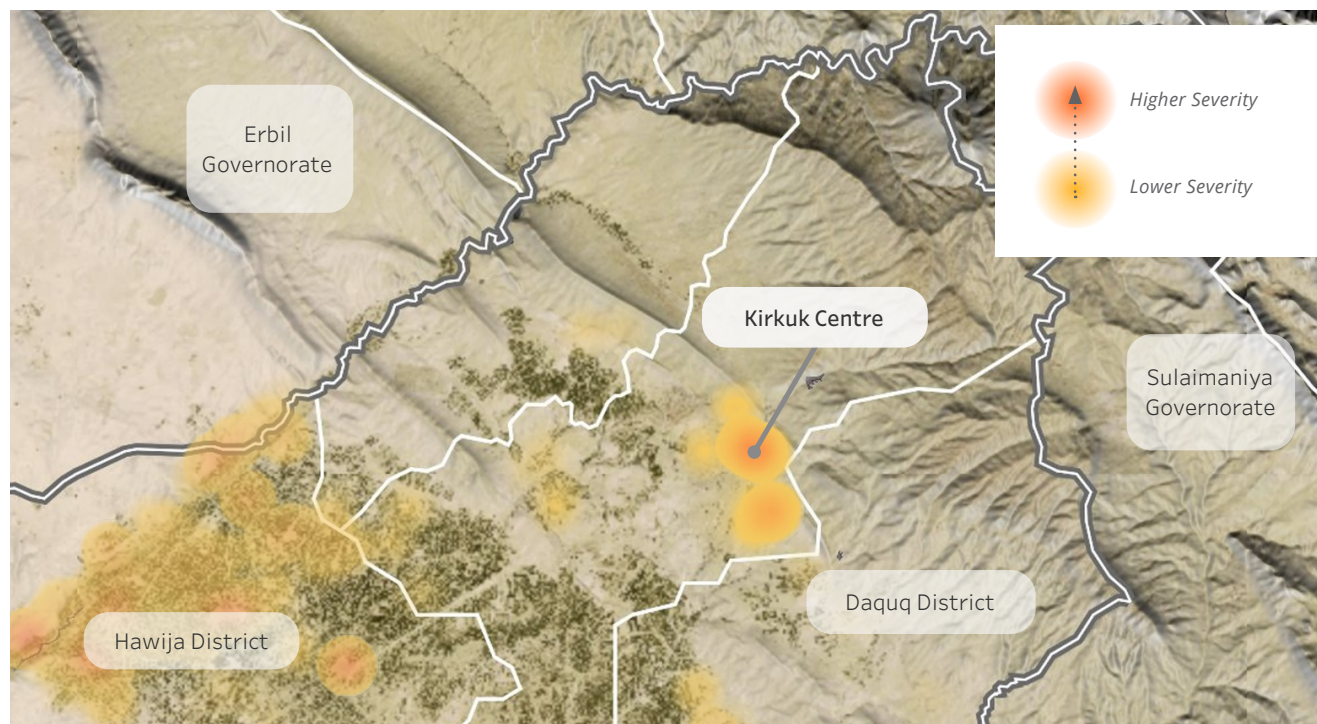 Erbil
Governorate
Higher Severity
Lower Severity
Kirkuk Centre
Sulaimaniya
Governorate
Daquq District
Hawija District